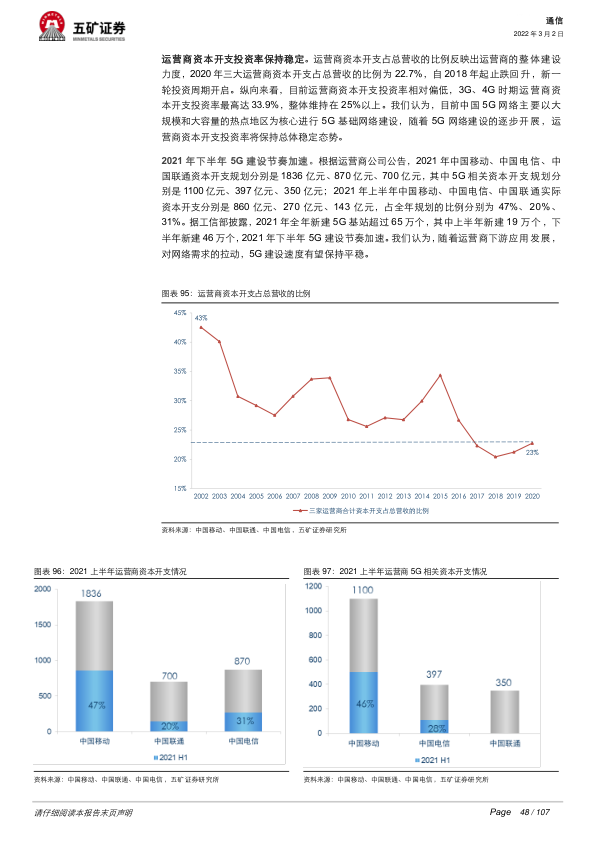 五矿证券
MINMETALS SECURITIES
通信
2022 年 3 月 2 日
运营商资本开支投资率保持稳定。运营商资本开支占总营收的比例反映出运营商的整体建设
力度，2020 年三大运营商资本开支占总营收的比例为 22.7%，自 2018 年起止跌回升，新一
轮投资周期开启。纵向来看，目前运营商资本开支投资率相对偏低，3G、4G 时期运营商资
本开支投资率最高达 33.9%，整体维持在 25%以上。我们认为，目前中国 5G 网络主要以大
规模和大容量的热点地区为核心进行 5G 基础网络建设，随着 5G 网络建设的逐步开展，运
营商资本开支投资率将保持总体稳定态势。
2021 年下半年 5G 建设节奏加速。根据运营商公司公告，2021 年中国移动、中国电信、中
国联通资本开支规划分别是 1836 亿元、870 亿元、700 亿元，其中 5G 相关资本开支规划分
别是 1100 亿元、397 亿元、350 亿元；2021 年上半年中国移动、中国电信、中国联通实际
资本开支分别是 860 亿元、270 亿元、143 亿元，占全年规划的比例分别为 47%、20%、
31%。据工信部披露，2021 年全年新建 5G 基站超过 65 万个，其中上半年新建 19 万个，下
半年新建 46 万个，2021 年下半年 5G 建设节奏加速。我们认为，随着运营商下游应用发展，
对网络需求的拉动，5G 建设速度有望保持平稳。
图表 95：运营商资本开支占总营收的比例
45%
43%
40%
35%
30%
25%
23%
20%
15%
2002 2003 2004 2005 2006 2007 2008 2009 2010 2011 2012 2013 2014 2015 2016 2017 2018 2019 2020
三家运营商合计资本开支占总营收的比例
资料来源：中国移动、中国联通、中国电信，五矿证券研究所
图表 96：2021 上半年运营商资本开支情况
2000
1500
1000
500
0
1836
700
870
47%
20%
31%
中国移动 中国联通 中国电信
2021 H1
资料来源：中国移动、中国联通、中国电信，五矿证券研究所
图表 97：2021 上半年运营商 5G 相关资本开支情况
1200
1000
800
600
400
200
0
1100
397
350
46%
28%
中国移动 中国电信 中国联通
2021 H1
资料来源：中国移动、中国联通、中国电信，五矿证券研究所
请仔细阅读本报告末页声明
Page 48 / 107